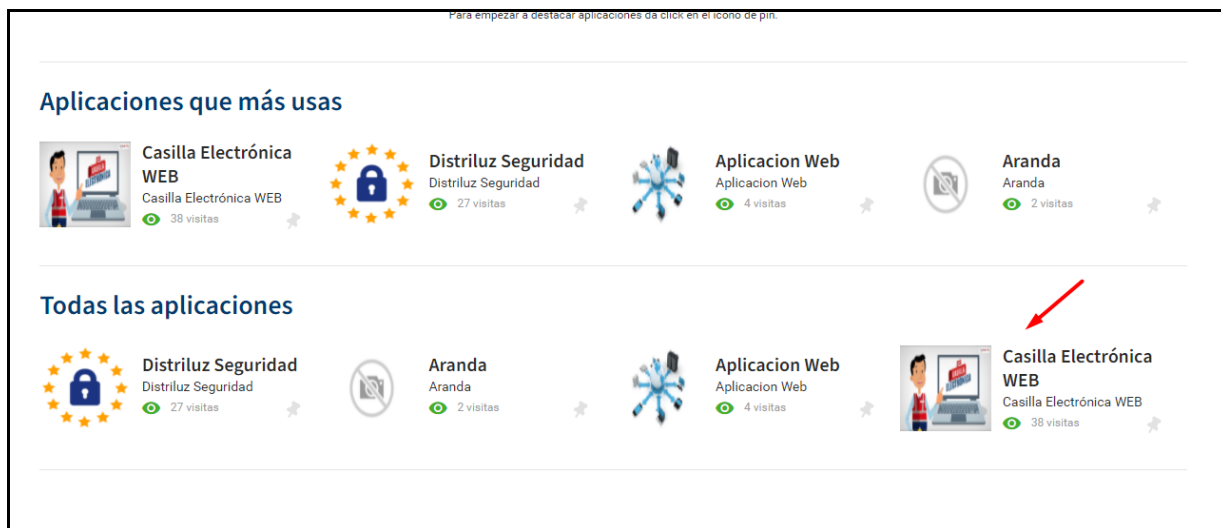 Para empezar a destacar aplicaciones da click en el icono de pin.
Aplicaciones que más usas
Casilla Electrónica
WEB
Casilla Electrónica WEB
38 visitas
Distriluz Seguridad
Distriluz Seguridad
27 visitas
Aplicacion Web
Aplicacion Web
4 visitas
Aranda
Aranda
2 visitas
Todas las aplicaciones
Distriluz Seguridad
Distriluz Seguridad
27 visitas
Aranda
Aranda
2 visitas
Aplicacion Web
Aplicacion Web
4 visitas
Casilla Electrónica
WEB
Casilla Electrónica WEB
38 visitas